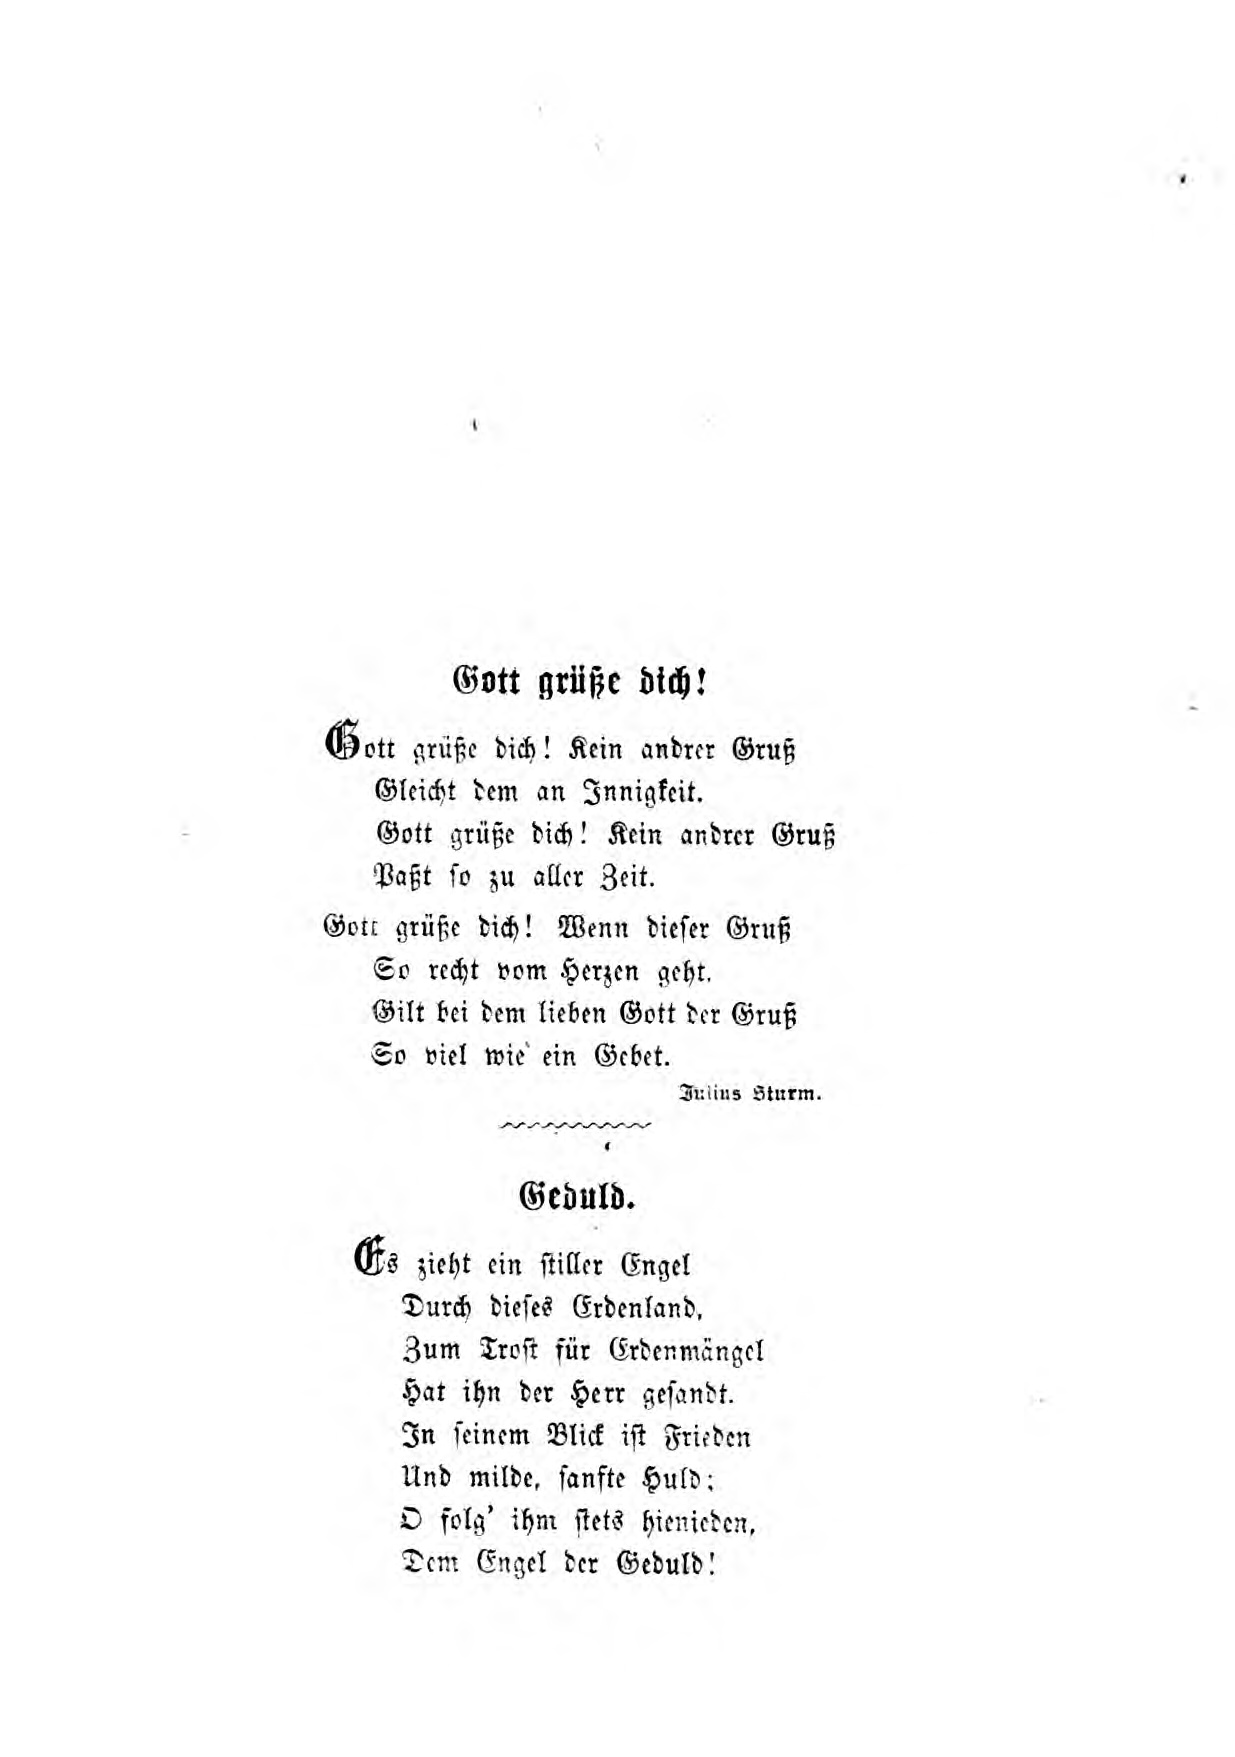 Gott grüße dich!
Gott grüße dich! Kein andrer Gruß
Gleicht dem an Innigkeit.
Gott grüße dich! Kein andrer Gruß
Paßt so zu aller Zeit.
Gott grüße dich! Wenn dieser Gruß
So recht vom Herzen geht,
Gilt bei dem lieben Gott der Gruß
So viel wie ein Gebet.
Julius Sturm.
Geduld.
Es zieht ein stiller Engel
Durch dieses Erdenland,
Zum Trost für Erdenmängel
Hat ihn der Herr gesandt.
In seinem Blick ist Frieden
Und milde, sanfte Huld;
O folg' ihm stets hienieden,
Dem Engel der Geduld!